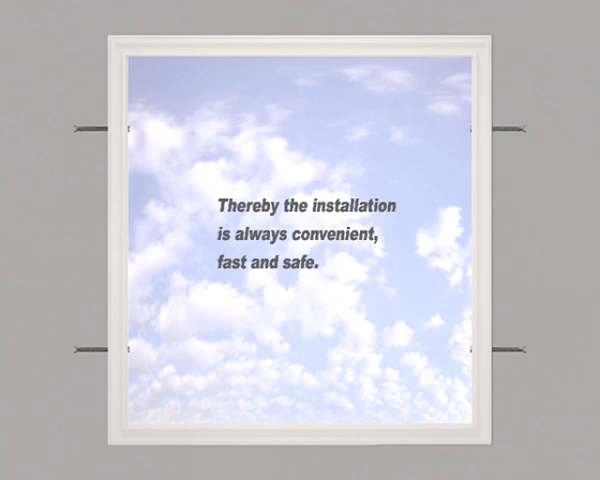 Thereby the installation
is always convenient,
fast and safe.